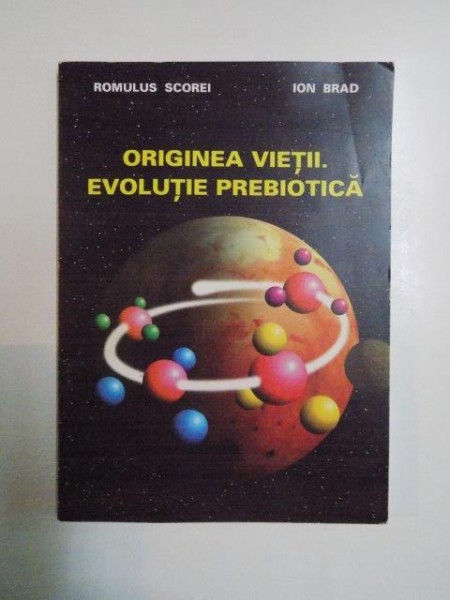 ROMULUS SCOREI ION BRAD
ORIGINEA VIEȚII.
EVOLUȚIE PREBIOTICĂ